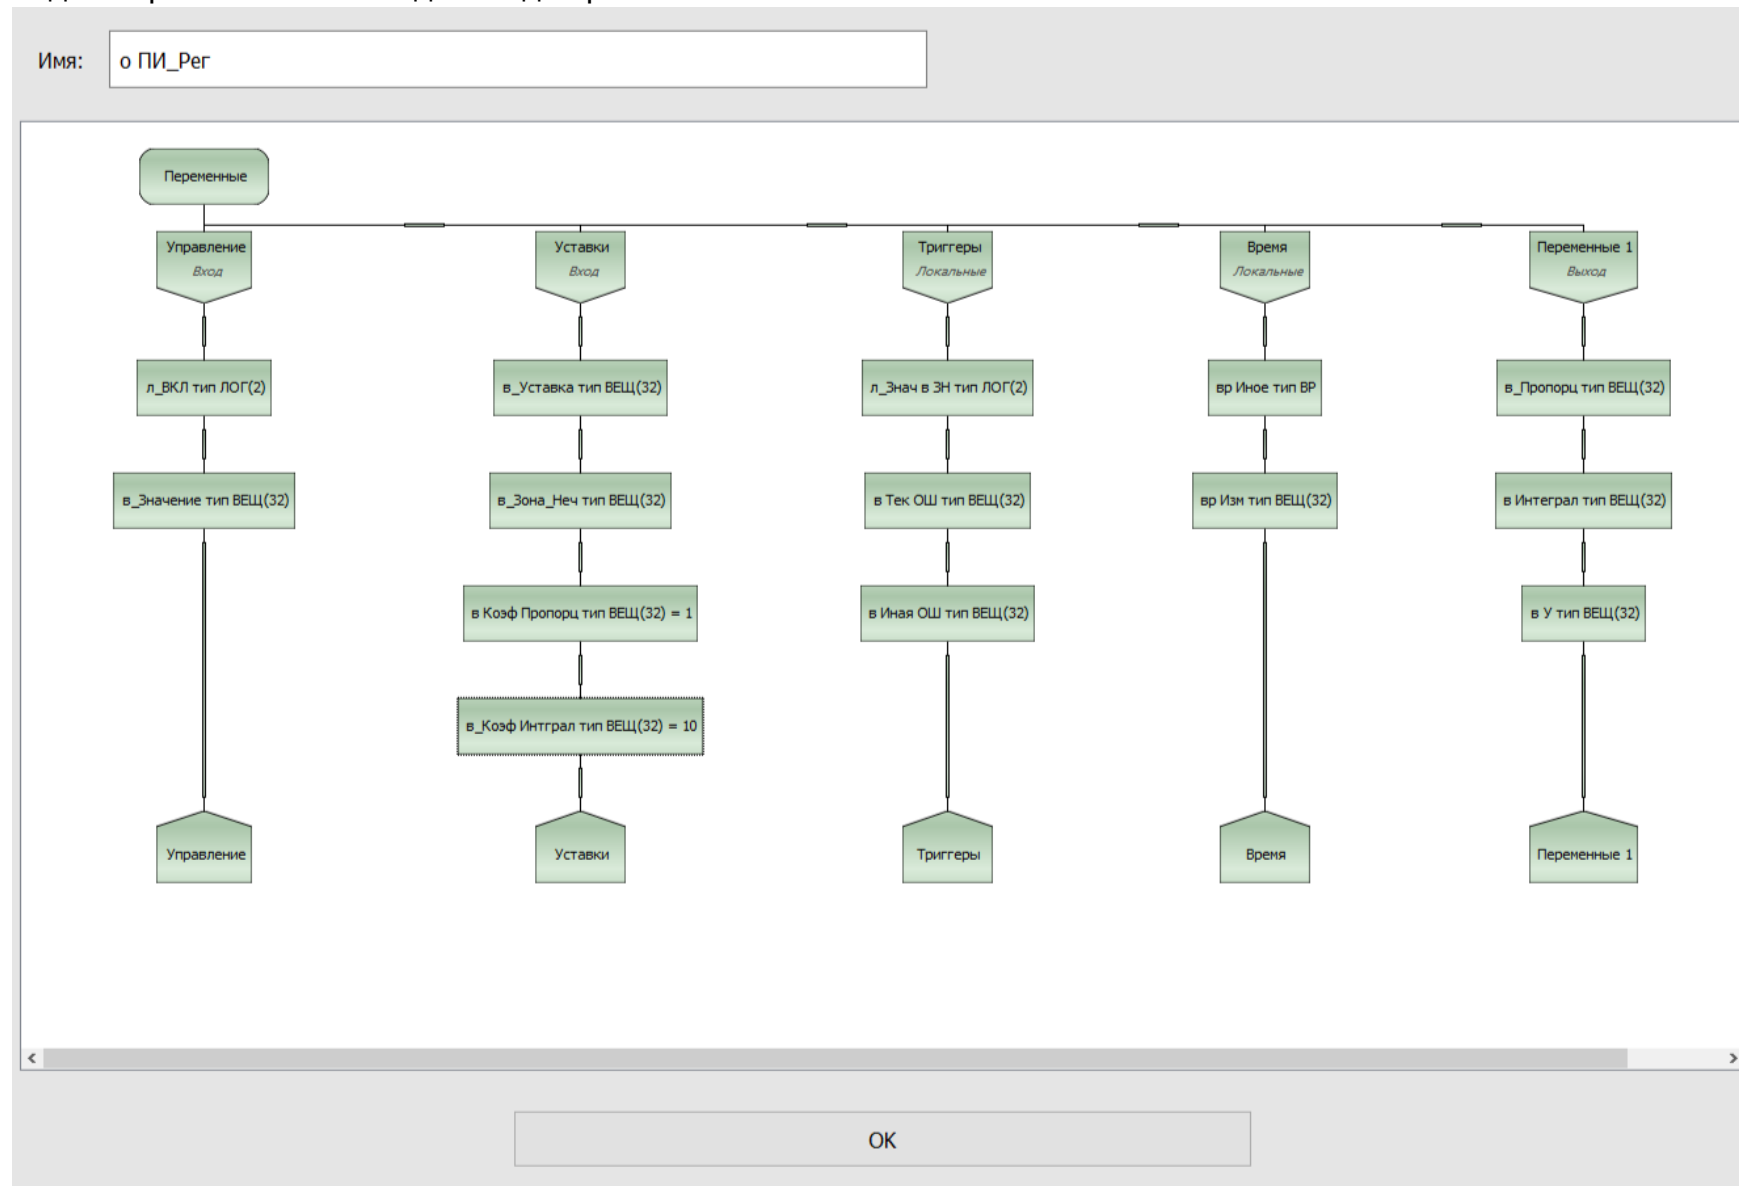 Имя: о ПИ_Рег
Переменные
Управление
Вход
Уставки
Вход
Триггеры
Локальные
Время
Локальные
Переменные 1
Выход
л_ВКЛ тип ЛОГ(2)
в_Уставка тип ВЕЩ(32)
л_Знач в ЗН тип ЛОГ(2)
вр Иное тип ВР
в_Пропорц тип ВЕЩ(32)
в_Значение тип ВЕЩ(32)
в_Зона_Неч тип ВЕЩ(32)
в Тек ОШ тип ВЕЩ(32)
вр Изм тип ВЕЩ(32)
в Интеграл тип ВЕЩ(32)
в Коэф Пропорц тип ВЕЩ(32) = 1
в Иная ОШ тип ВЕЩ(32)
в У тип ВЕЩ(32)
в_Коэф Интграл тип ВЕЩ(32) = 10
Управление
Уставки
Триггеры
Время
Переменные 1
OK